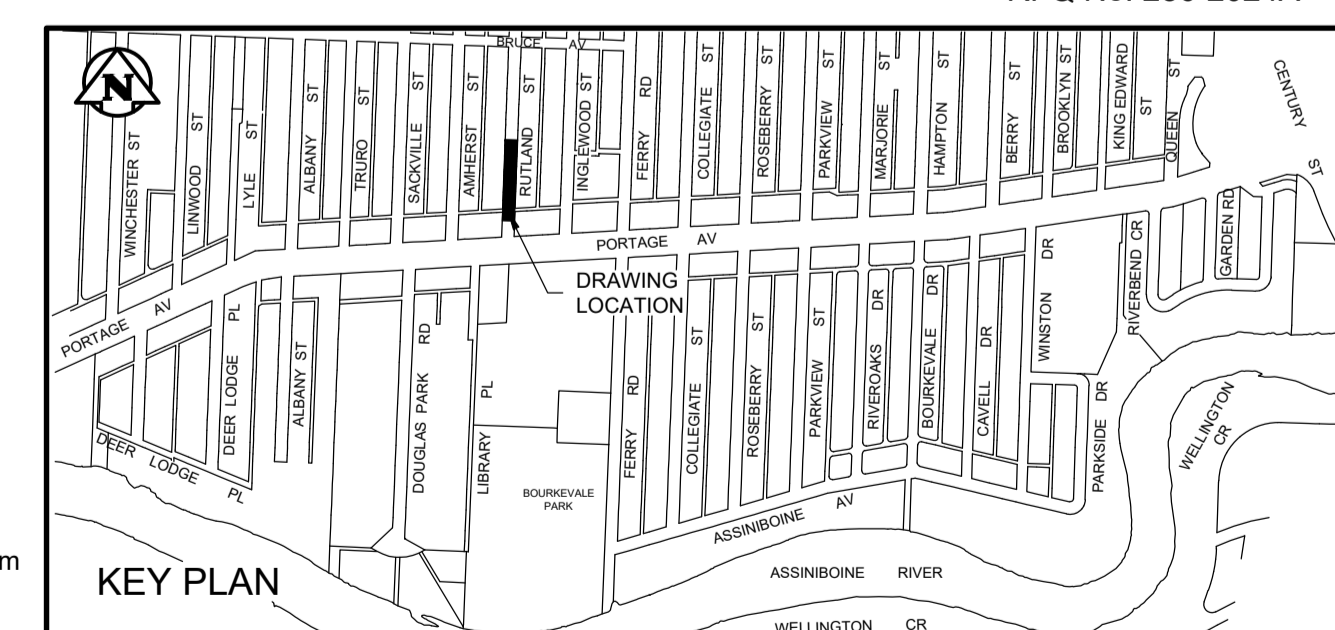 BRUCE AV
N
WINCHESTER ST
LINWOOD ST
LYLE ST
ALBANY ST
TRURO ST
SACKVILLE ST
AMHERST ST
RUTLAND ST
INGLEWOOD ST
FERRY RD
COLLEGIATE ST
ROSEBERRY ST
PARKVIEW ST
MARJORIE ST
HAMPTON ST
BERRY ST
BROOKLYN ST
KING EDWARD ST
QUEEN ST
CENTURY ST
PORTAGE AV
PORTAGE AV
DRAWING
LOCATION
DEER LODGE PL
ALBANY ST
DOUGLAS PARK RD
LIBRARY PL
FERRY RD
COLLEGIATE ST
ROSEBERRY ST
PARKVIEW ST
RIVEROAKS DR
BOURKEVALE DR
CAVELL DR
WINSTON DR
RIVERBEND CR
GARDEN RD
PARKSIDE DR
WELLINGTON
CR
DEER LODGE PL
BOURKEVALE
PARK
ASSINIBOINE AV
ASSINIBOINE RIVER
WELLINGTON CR
KEY PLAN
m